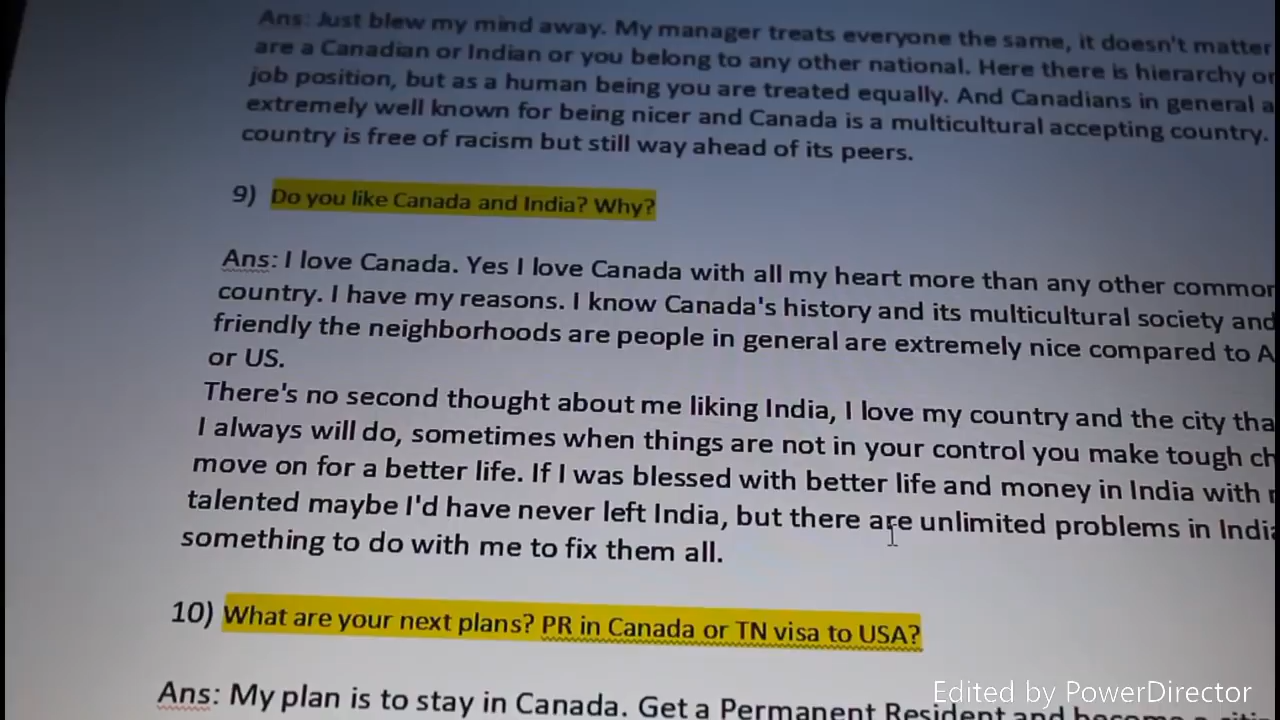 Ans: Just blew my mind away. My manager treats everyone the same, it doesn't matter
are a Canadian or Indian or you belong to any other national. Here there is hierarchy or
job position, but as a human being you are treated equally. And Canadians in general a
extremely well known for being nicer and Canada is a multicultural accepting country.
country is free of racism but still way ahead of its peers.
9) Do you like Canada and India? Why?
Ans: I love Canada. Yes I love Canada with all my heart more than any other common
country. I have my reasons. I know Canada's history and its multicultural society and
friendly the neighborhoods are people in general are extremely nice compared to A
or US.
There's no second thought about me liking India, I love my country and the city tha
I always will do, sometimes when things are not in your control you make tough ch
move on for a better life. If I was blessed with better life and money in India with
talented maybe I'd have never left India, but there are unlimited problems in India
something to do with me to fix them all.
10) What are your next plans? PR in Canada or TN visa to USA?
Ans: My plan is to stay in Canada. Get a Permanent Resident and
Edited by PowerDirector